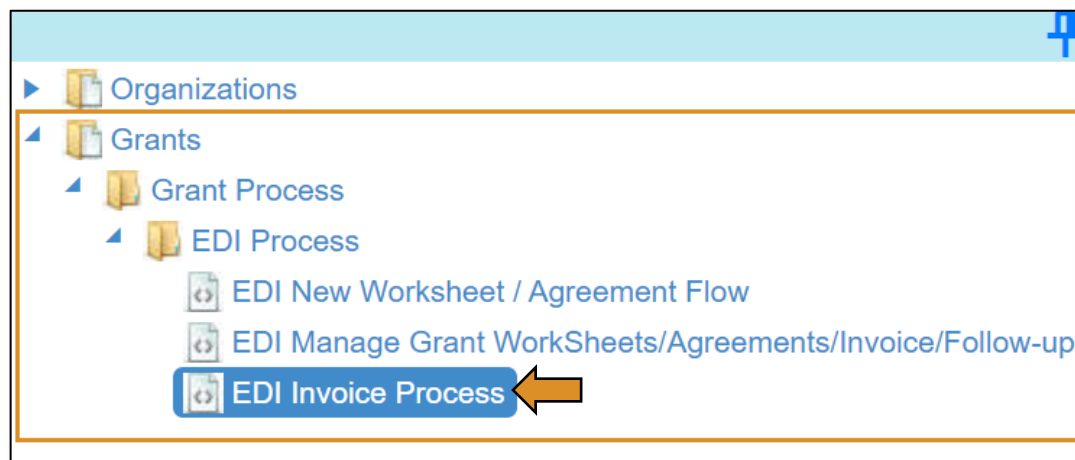 Organizations
Grants
Grant Process
EDI Process
EDI New Worksheet / Agreement Flow
EDI Manage Grant WorkSheets/Agreements/Invoice/Follow-up
EDI Invoice Process